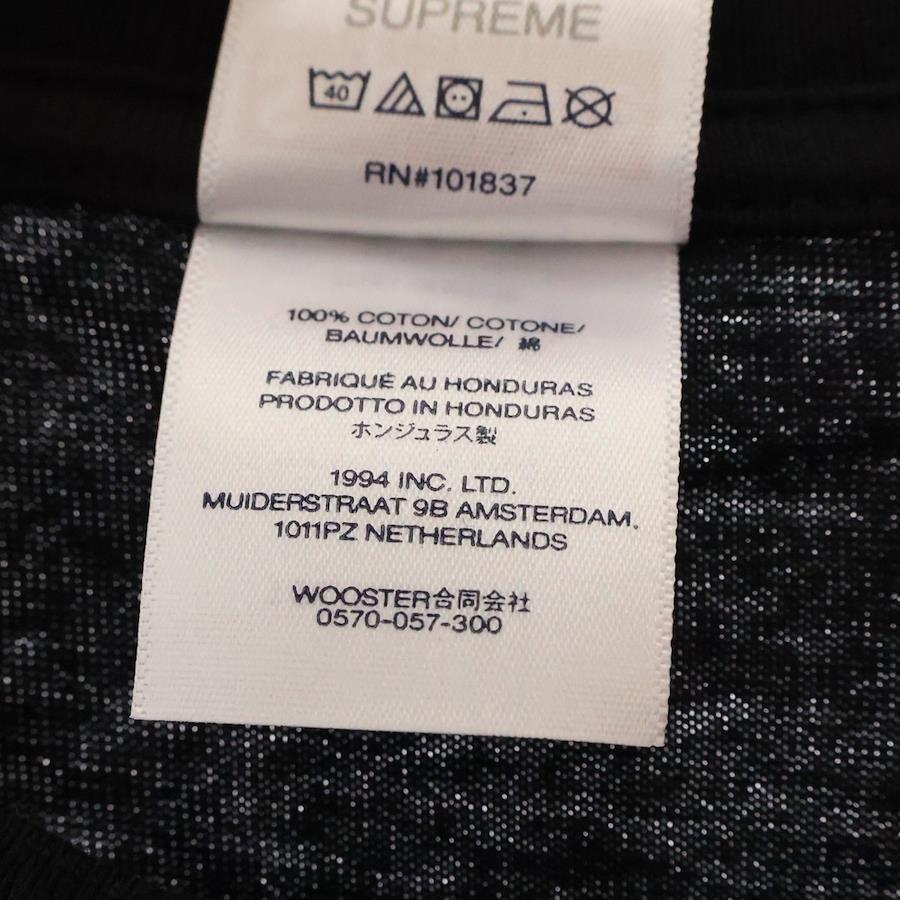 SUPREME
40
RN#101837
100% COTON/ COTONE/
BAUMWOLLE/ 綿
FABRIQUÉ AU HONDURAS
PRODOTTO IN HONDURAS
ホンジュラス製
1994 INC. LTD.
MUIDERSTRAAT 9B AMSTERDAM,
1011PZ NETHERLANDS
WOOSTER合同会社
0570-057-300